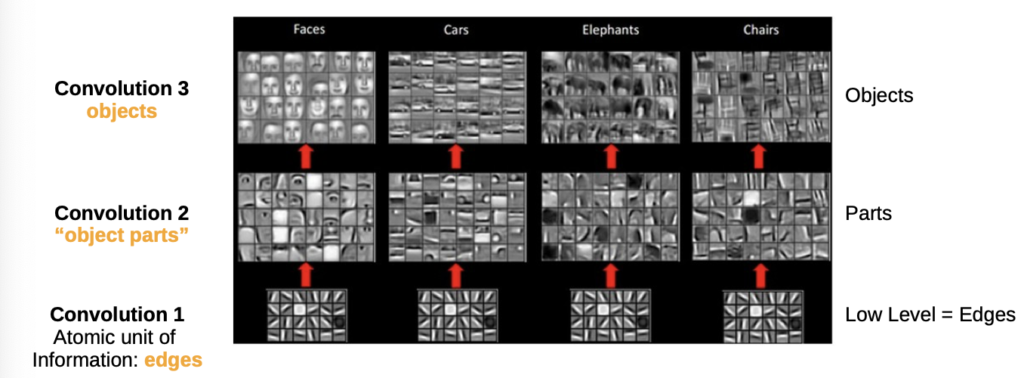 Faces
Cars
Elephants
Chairs
Convolution 3
objects
Objects
Convolution 2
“object parts”
Parts
Convolution 1
Atomic unit of
Information: edges
Low Level = Edges